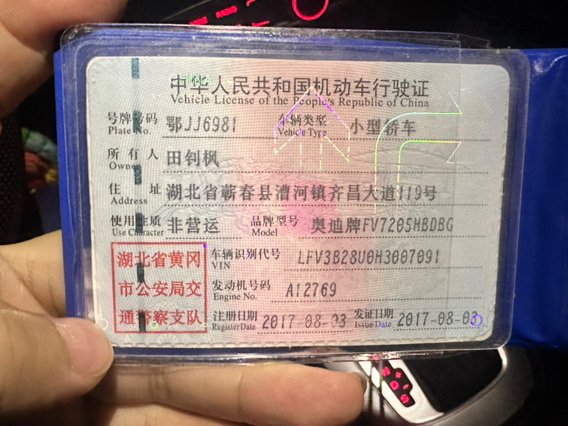 中华人民共和国机动车行驶证
Vehicle License of the People's Republic of China
号牌号码 鄂JJ6981 车辆类型 小型轿车
Plate No. Vehicle Type
所有人 田钊枫
Owner
住址 湖北省蕲春县漕河镇齐昌大道119号
Address
使用性质 非营运 品牌型号 奥迪牌FV7205HBDBG
Use Character Model
湖北省黄冈
市公安局交
通警察支队
车辆识别代号 LFV3B28U0H3007091
VIN
发动机号码 A12769
Engine No.
注册日期 2017-08-03 发证日期 2017-08-03
Register Date Issue Date